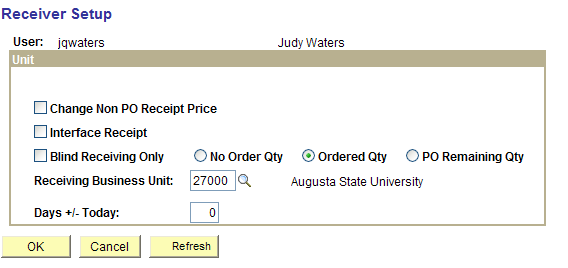 Receiver Setup
User: jqwaters Judy Waters
Unit
Change Non PO Receipt Price
Interface Receipt
Blind Receiving Only No Order Qty Ordered Qty PO Remaining Qty
Receiving Business Unit: 27000 Augusta State University
Days +/- Today: 0
OK Cancel Refresh